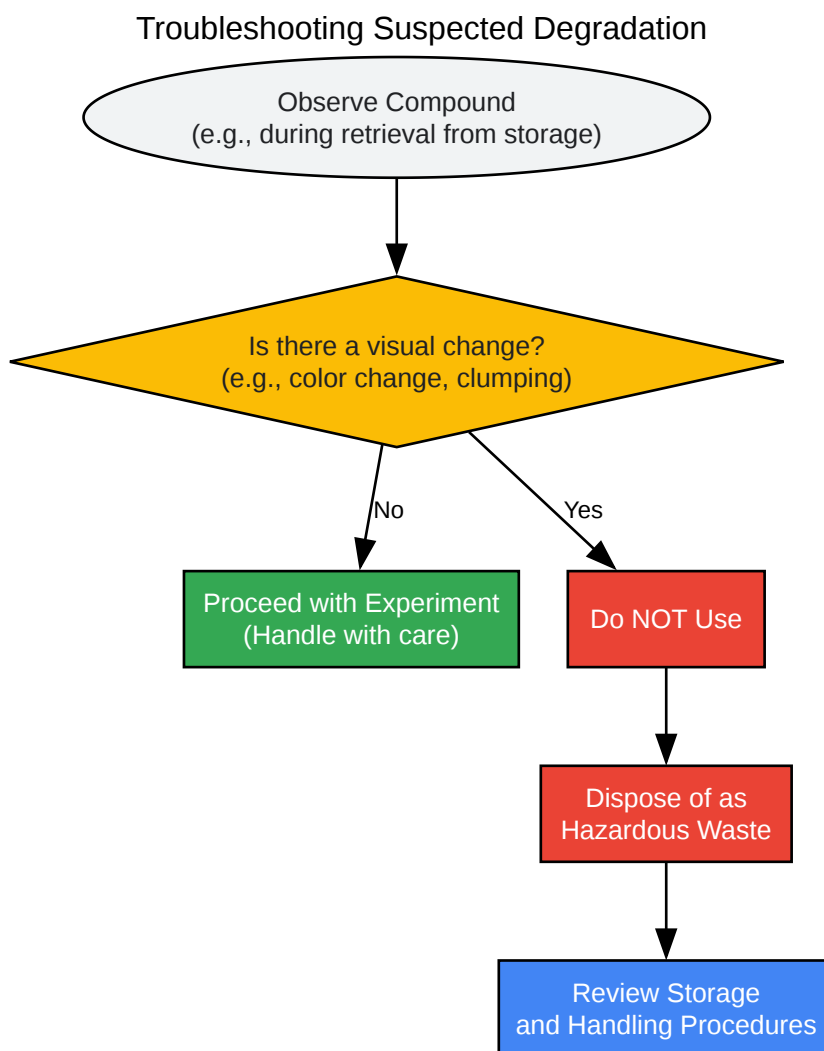 Troubleshooting Suspected Degradation
Observe Compound
(e.g., during retrieval from storage)
Is there a visual change?
(e.g., color change, clumping)
No
Yes
Proceed with Experiment
(Handle with care)
Do NOT Use
Dispose of as
Hazardous Waste
Review Storage
and Handling Procedures